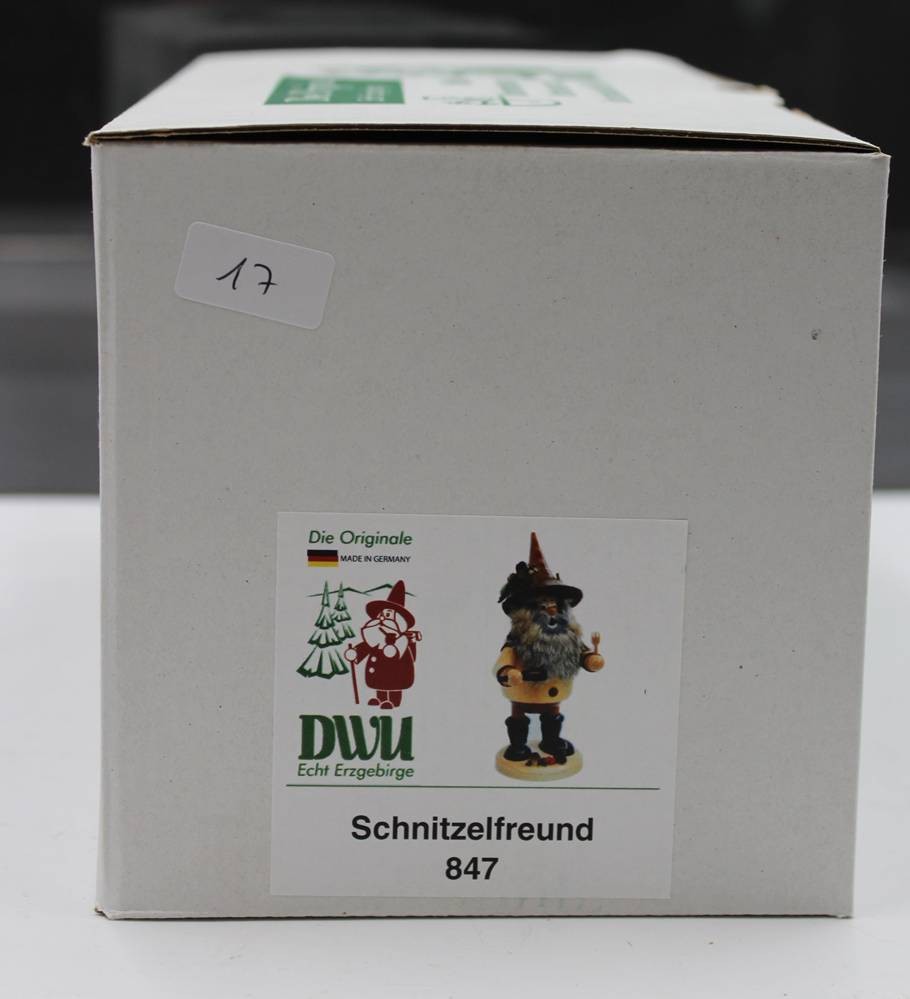 17
Die Originale
MADE IN GERMANY
DWU
Echt Erzgebirge
Schnitzelfreund
847